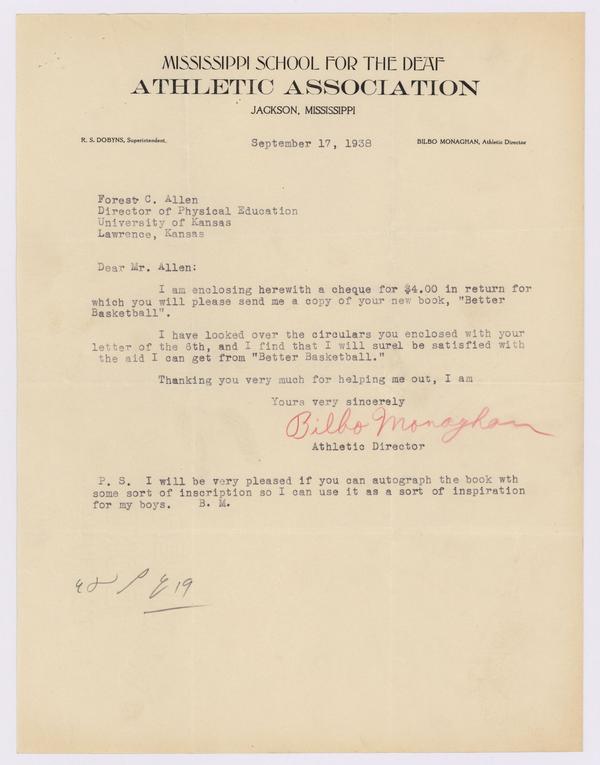 MISSISSIPPI SCHOOL FOR THE DEAF
ATHLETIC ASSOCIATION
JACKSON, MISSISSIPPI
R. S. DOBYNS, Superintendent.
September 17, 1938
BILBO MONAGHAN, Athletic Director
Forest C. Allen
Director of Physical Education
University of Kansas
Lawrence, Kansas
Dear Mr. Allen:
I am enclosing herewith a cheque for $4.00 in return for
which you will please send me a copy of your new book, "Better
Basketball".
I have looked over the circulars you enclosed with your
letter of the 6th, and I find that I will surel be satisfied with
the aid I can get from "Better Basketball."
Thanking you very much for helping me out, I am
Yours very sincerely
Bilbo Monaghan
Athletic Director
P. S. I will be very pleased if you can autograph the book wth
some sort of inscription so I can use it as a sort of inspiration
for my boys. B. M.
19